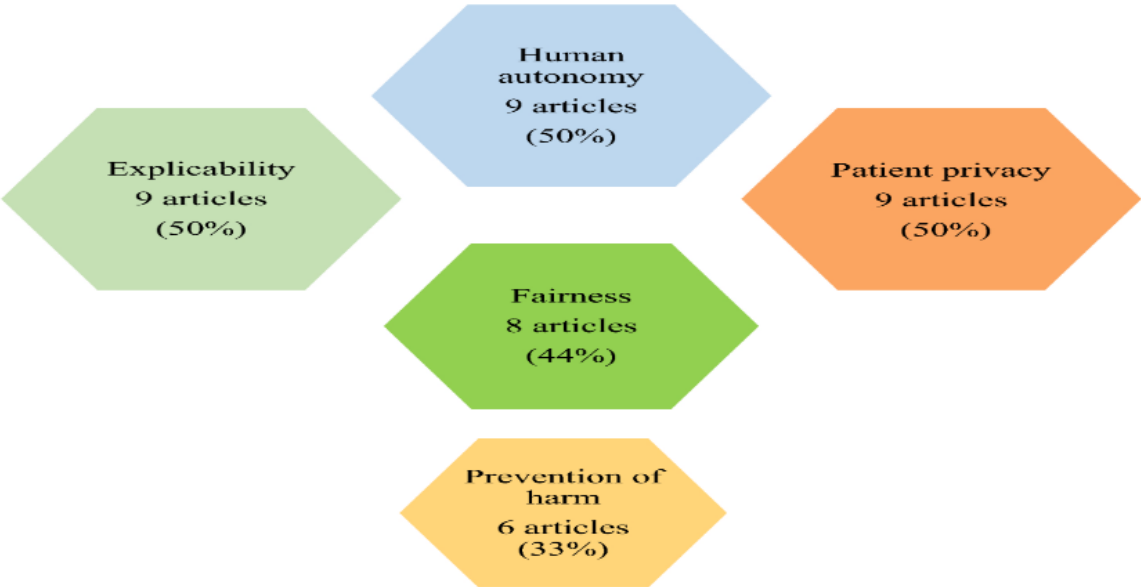 Human
autonomy
9 articles
(50%)
Explicability
9 articles
(50%)
Patient privacy
9 articles
(50%)
Fairness
8 articles
(44%)
Prevention of
harm
6 articles
(33%)